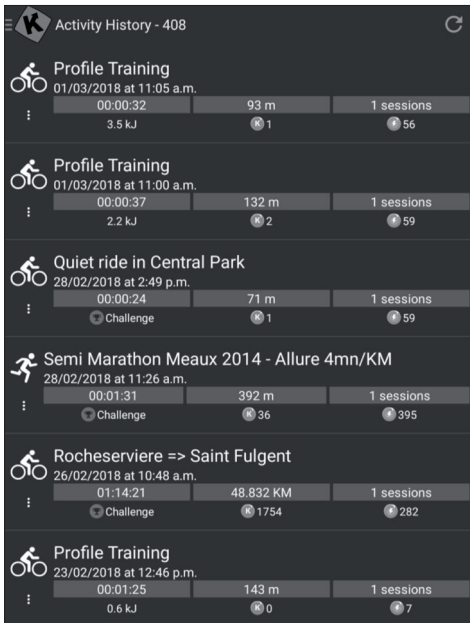 Activity History - 408
Profile Training
01/03/2018 at 11:05 a.m.
00:00:32 93 m 1 sessions
3.5 kJ K 1 56
Profile Training
01/03/2018 at 11:00 a.m.
00:00:37 132 m 1 sessions
2.2 kJ K 2 59
Quiet ride in Central Park
28/02/2018 at 2:49 p.m.
00:00:24 71 m 1 sessions
Challenge K 1 59
Semi Marathon Meaux 2014 - Allure 4mn/KM
28/02/2018 at 11:26 a.m.
00:01:31 392 m 1 sessions
Challenge K 36 395
Rocheserviere => Saint Fulgent
26/02/2018 at 10:48 a.m.
01:14:21 48.832 KM 1 sessions
Challenge K 1754 282
Profile Training
23/02/2018 at 12:46 p.m.
00:01:25 143 m 1 sessions
0.6 kJ K 0 7